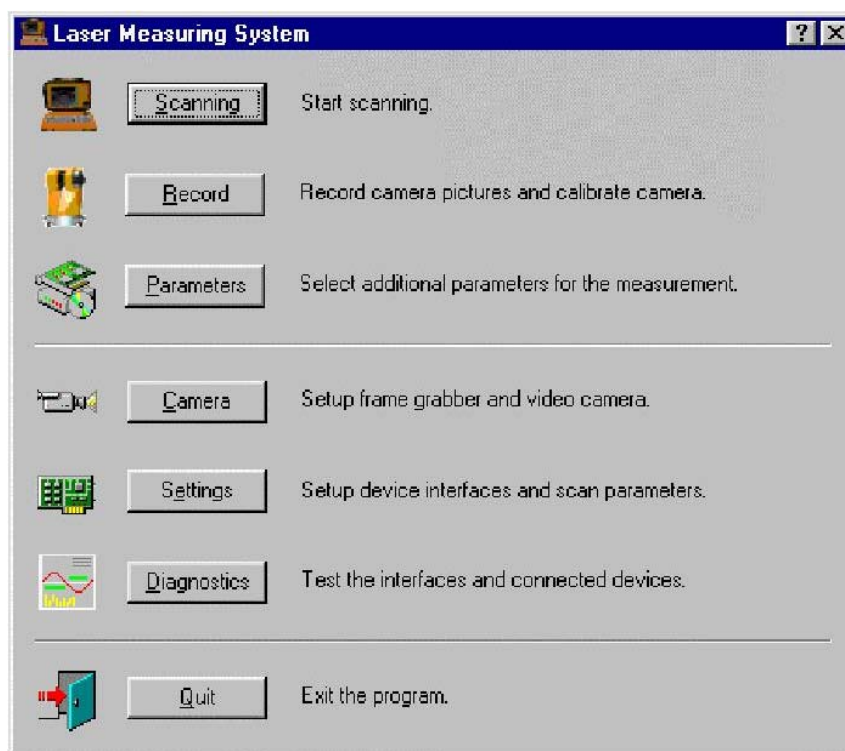 Laser Measuring System
Scanning Start scanning.
Record Record camera pictures and calibrate camera.
Parameters Select additional parameters for the measurement.
Camera Setup frame grabber and video camera.
Settings Setup device interfaces and scan parameters.
Diagnostics Test the interfaces and connected devices.
Quit Exit the program.